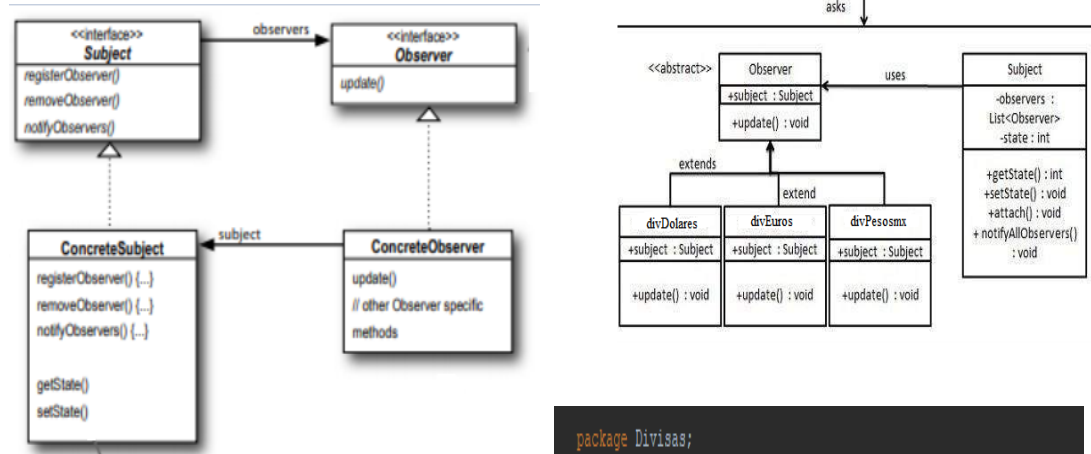 <<interface>>
Subject
registerObserver()
removeObserver()
notifyObservers()
observers
<<interface>>
Observer
update()
ConcreteSubject
registerObserver() {...}
removeObserver() {...}
notifyObservers() {...}
getState()
setState()
subject
ConcreteObserver
update()
// other Observer specific
methods
asks
<<abstract>>
Observer
+subject : Subject
+update() : void
uses
Subject
-observers :
List<Observer>
-state : int
+getState() : int
+setState() : void
+attach() : void
+ notifyAllObservers()
: void
extends
extend
divDolares
+subject : Subject
+update() : void
divEuros
+subject : Subject
+update() : void
divPesosmx
+subject : Subject
+update() : void
package Divisas;